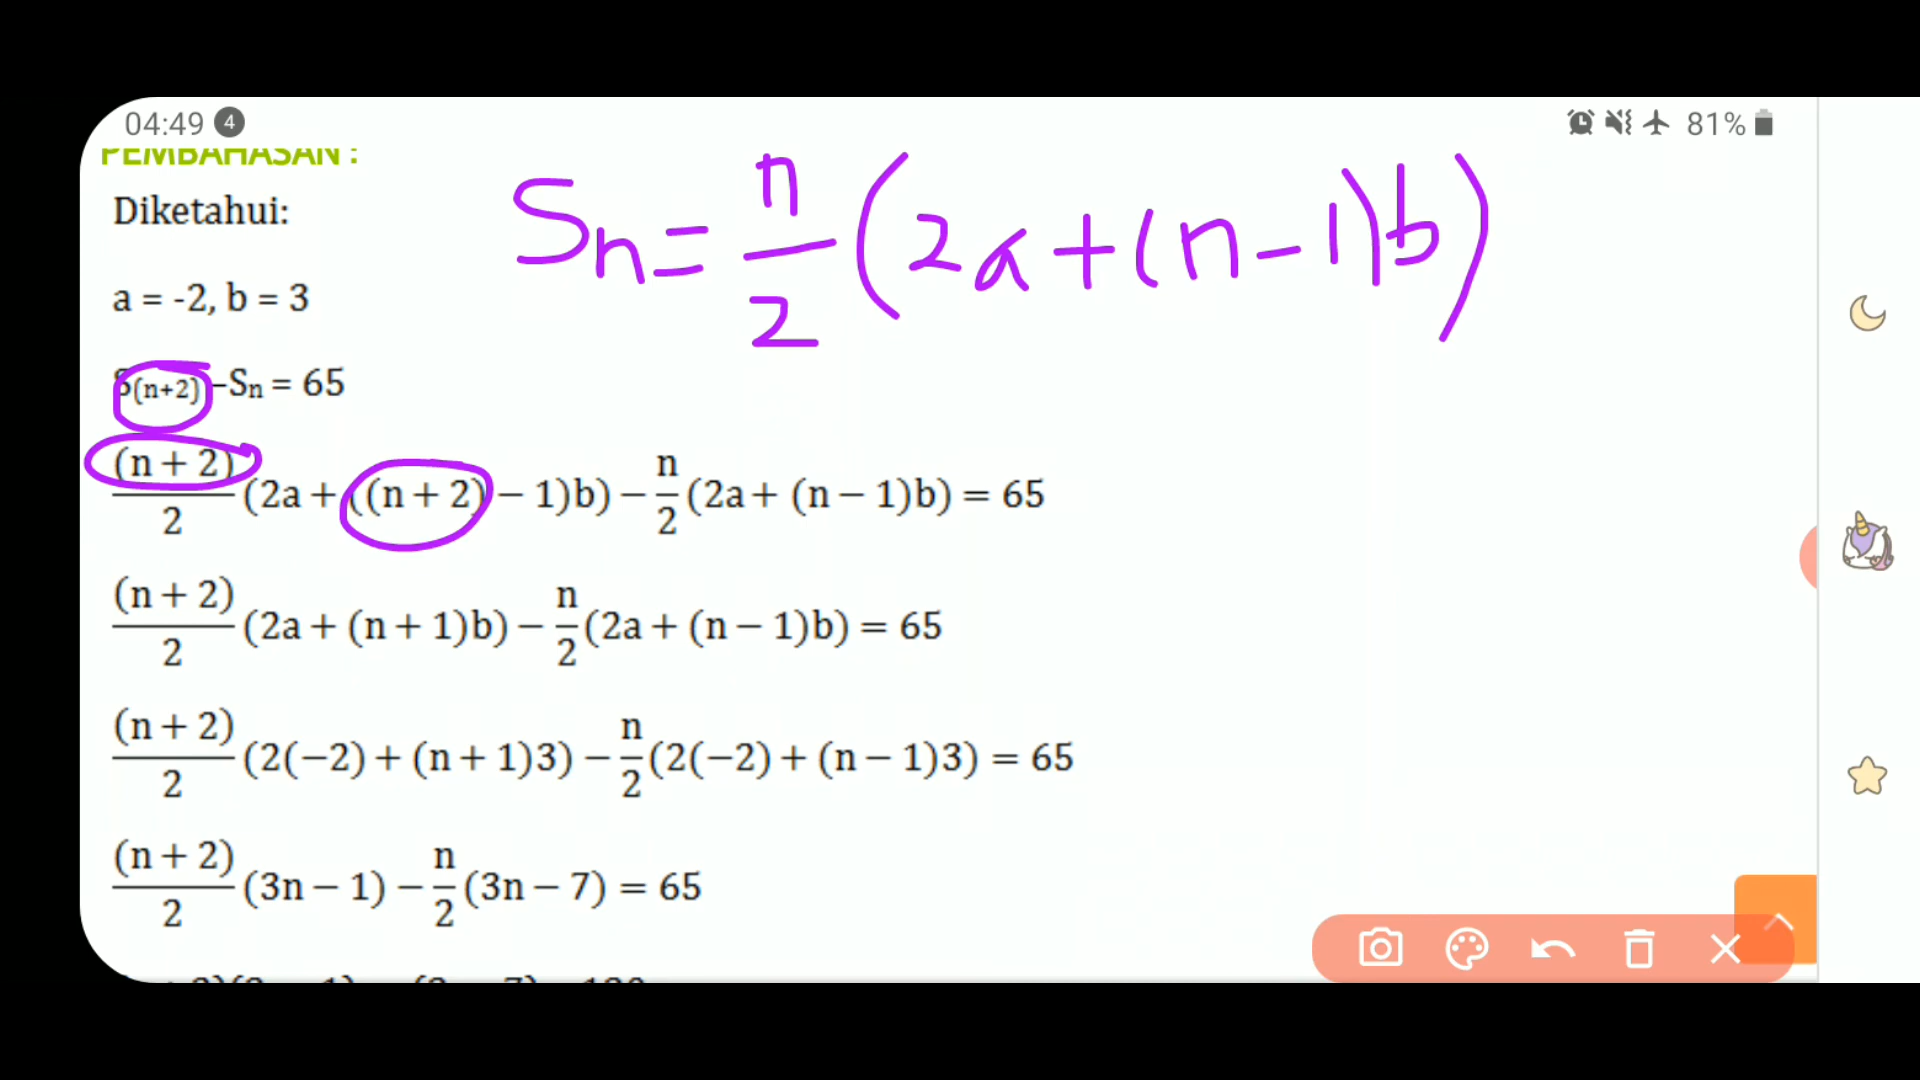 04:49 4 81%
PEMBAHASAN :
Diketahui:
Sn = n/2 (2a + (n - 1)b)
a = -2, b = 3
S(n+2) -Sn = 65
(n + 2)/2 (2a + ((n + 2) - 1)b) - n/2 (2a + (n - 1)b) = 65
(n + 2)/2 (2a + (n + 1)b) - n/2 (2a + (n - 1)b) = 65
(n + 2)/2 (2(-2) + (n + 1)3) - n/2 (2(-2) + (n - 1)3) = 65
(n + 2)/2 (3n - 1) - n/2 (3n - 7) = 65